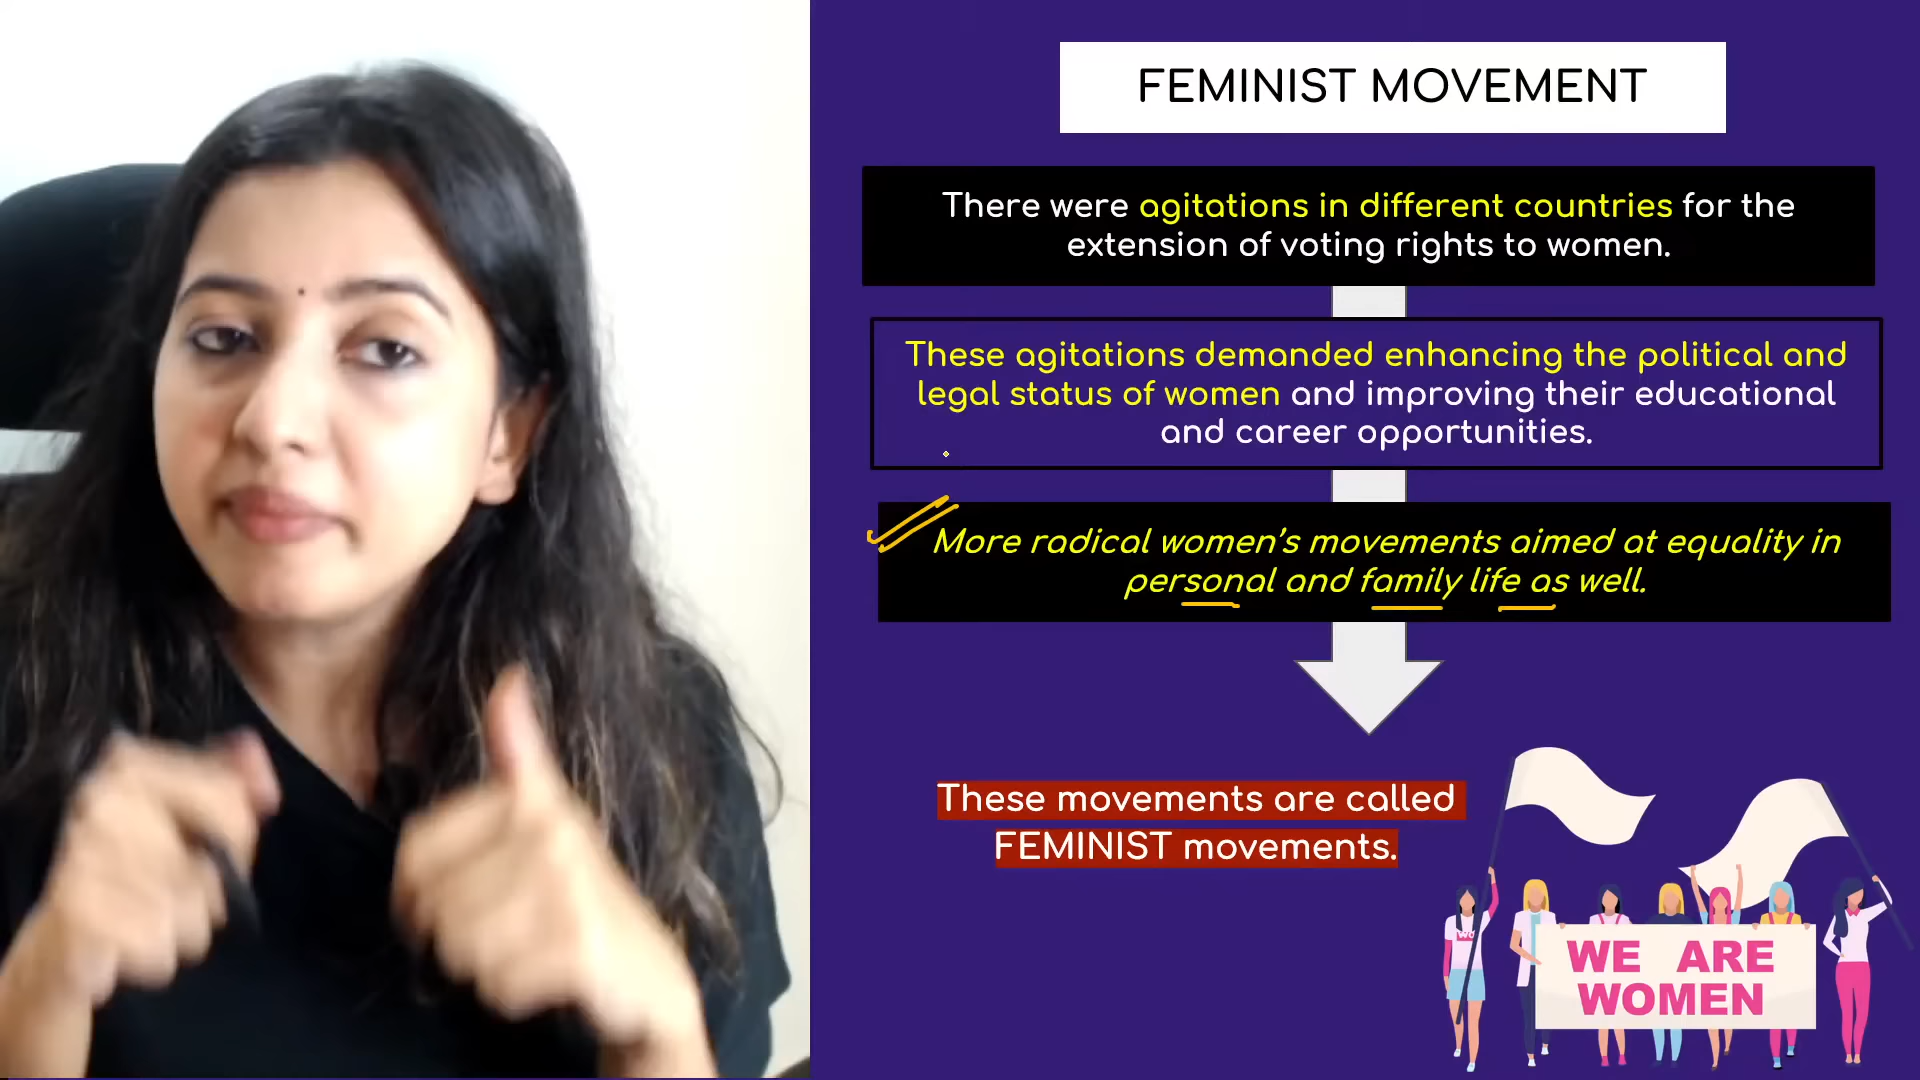 FEMINIST MOVEMENT
There were agitations in different countries for the
extension of voting rights to women.
These agitations demanded enhancing the political and
legal status of women and improving their educational
and career opportunities.
More radical women's movements aimed at equality in
personal and family life as well.
These movements are called
FEMINIST movements.
WE ARE
WOMEN